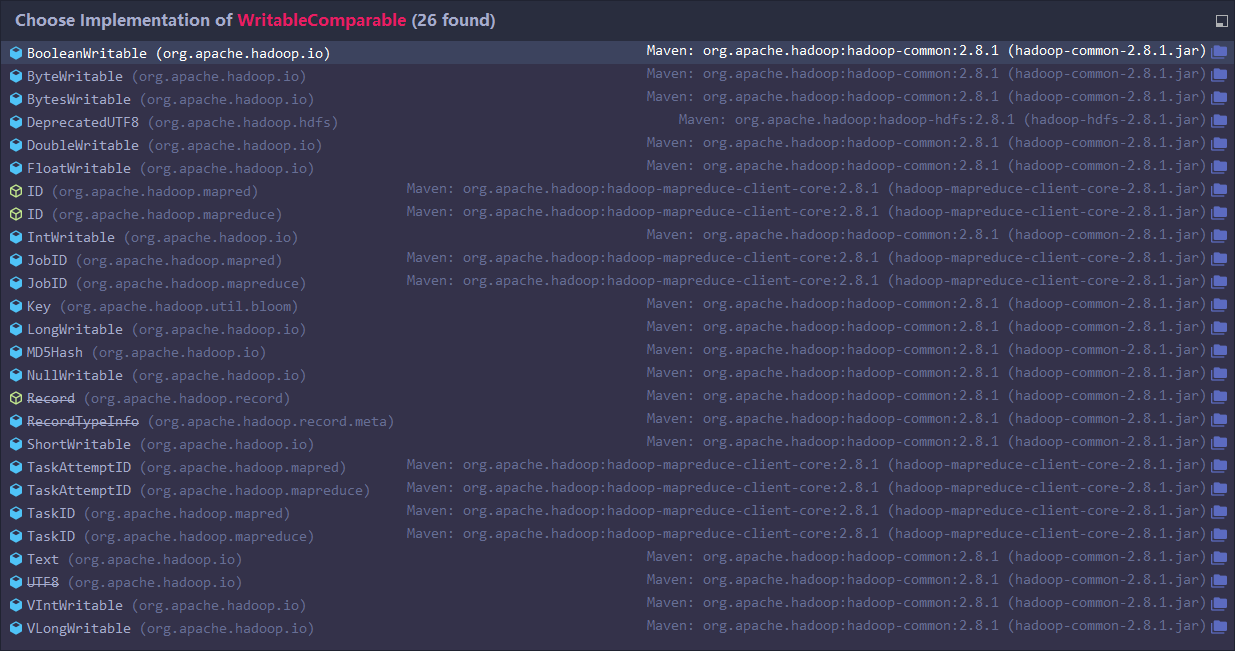 Choose Implementation of WritableComparable (26 found)
BooleanWritable (org.apache.hadoop.io) Maven: org.apache.hadoop:hadoop-common:2.8.1 (hadoop-common-2.8.1.jar)
ByteWritable (org.apache.hadoop.io) Maven: org.apache.hadoop:hadoop-common:2.8.1 (hadoop-common-2.8.1.jar)
BytesWritable (org.apache.hadoop.io) Maven: org.apache.hadoop:hadoop-common:2.8.1 (hadoop-common-2.8.1.jar)
DeprecatedUTF8 (org.apache.hadoop.hdfs) Maven: org.apache.hadoop:hadoop-hdfs:2.8.1 (hadoop-hdfs-2.8.1.jar)
DoubleWritable (org.apache.hadoop.io) Maven: org.apache.hadoop:hadoop-common:2.8.1 (hadoop-common-2.8.1.jar)
FloatWritable (org.apache.hadoop.io) Maven: org.apache.hadoop:hadoop-common:2.8.1 (hadoop-common-2.8.1.jar)
ID (org.apache.hadoop.mapred) Maven: org.apache.hadoop:hadoop-mapreduce-client-core:2.8.1 (hadoop-mapreduce-client-core-2.8.1.jar)
ID (org.apache.hadoop.mapreduce) Maven: org.apache.hadoop:hadoop-mapreduce-client-core:2.8.1 (hadoop-mapreduce-client-core-2.8.1.jar)
IntWritable (org.apache.hadoop.io) Maven: org.apache.hadoop:hadoop-common:2.8.1 (hadoop-common-2.8.1.jar)
JobID (org.apache.hadoop.mapred) Maven: org.apache.hadoop:hadoop-mapreduce-client-core:2.8.1 (hadoop-mapreduce-client-core-2.8.1.jar)
JobID (org.apache.hadoop.mapreduce) Maven: org.apache.hadoop:hadoop-mapreduce-client-core:2.8.1 (hadoop-mapreduce-client-core-2.8.1.jar)
Key (org.apache.hadoop.util.bloom) Maven: org.apache.hadoop:hadoop-common:2.8.1 (hadoop-common-2.8.1.jar)
LongWritable (org.apache.hadoop.io) Maven: org.apache.hadoop:hadoop-common:2.8.1 (hadoop-common-2.8.1.jar)
MD5Hash (org.apache.hadoop.io) Maven: org.apache.hadoop:hadoop-common:2.8.1 (hadoop-common-2.8.1.jar)
NullWritable (org.apache.hadoop.io) Maven: org.apache.hadoop:hadoop-common:2.8.1 (hadoop-common-2.8.1.jar)
Record (org.apache.hadoop.record) Maven: org.apache.hadoop:hadoop-common:2.8.1 (hadoop-common-2.8.1.jar)
RecordTypeInfo (org.apache.hadoop.record.meta) Maven: org.apache.hadoop:hadoop-common:2.8.1 (hadoop-common-2.8.1.jar)
ShortWritable (org.apache.hadoop.io) Maven: org.apache.hadoop:hadoop-common:2.8.1 (hadoop-common-2.8.1.jar)
TaskAttemptID (org.apache.hadoop.mapred) Maven: org.apache.hadoop:hadoop-mapreduce-client-core:2.8.1 (hadoop-mapreduce-client-core-2.8.1.jar)
TaskAttemptID (org.apache.hadoop.mapreduce) Maven: org.apache.hadoop:hadoop-mapreduce-client-core:2.8.1 (hadoop-mapreduce-client-core-2.8.1.jar)
TaskID (org.apache.hadoop.mapred) Maven: org.apache.hadoop:hadoop-mapreduce-client-core:2.8.1 (hadoop-mapreduce-client-core-2.8.1.jar)
TaskID (org.apache.hadoop.mapreduce) Maven: org.apache.hadoop:hadoop-mapreduce-client-core:2.8.1 (hadoop-mapreduce-client-core-2.8.1.jar)
Text (org.apache.hadoop.io) Maven: org.apache.hadoop:hadoop-common:2.8.1 (hadoop-common-2.8.1.jar)
UTF8 (org.apache.hadoop.io) Maven: org.apache.hadoop:hadoop-common:2.8.1 (hadoop-common-2.8.1.jar)
VIntWritable (org.apache.hadoop.io) Maven: org.apache.hadoop:hadoop-common:2.8.1 (hadoop-common-2.8.1.jar)
VLongWritable (org.apache.hadoop.io) Maven: org.apache.hadoop:hadoop-common:2.8.1 (hadoop-common-2.8.1.jar)